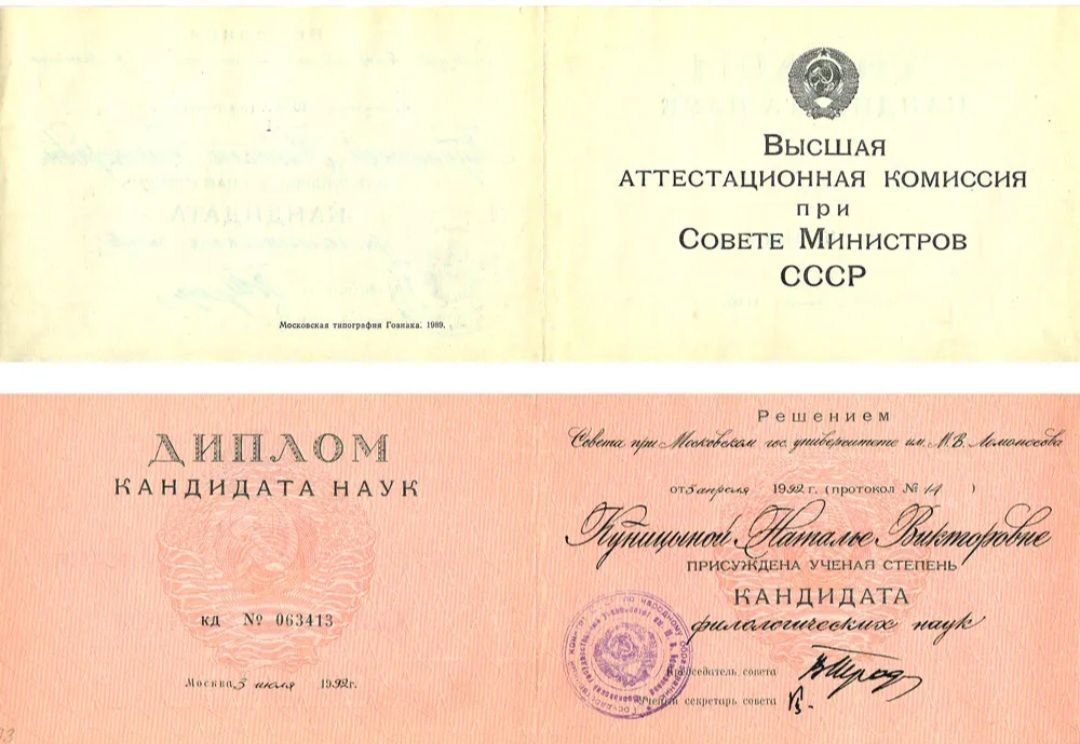 Высшая
аттестационная комиссия
при
Совете Министров
СССР
Московская типография Гознака. 1989.
ДИПЛОМ
КАНДИДАТА НАУК
кд № 063413
Москва 3 июля 1992г.
Решением
Совета при Московском гос. университете им. М.В. Ломоносова
от 5 апреля 1992 г. (протокол № 14 )
Купицыной Наталье Викторовне
ПРИСУЖДЕНА УЧЕНАЯ СТЕПЕНЬ
КАНДИДАТА
филологических наук
Председатель совета
Ученый секретарь совета